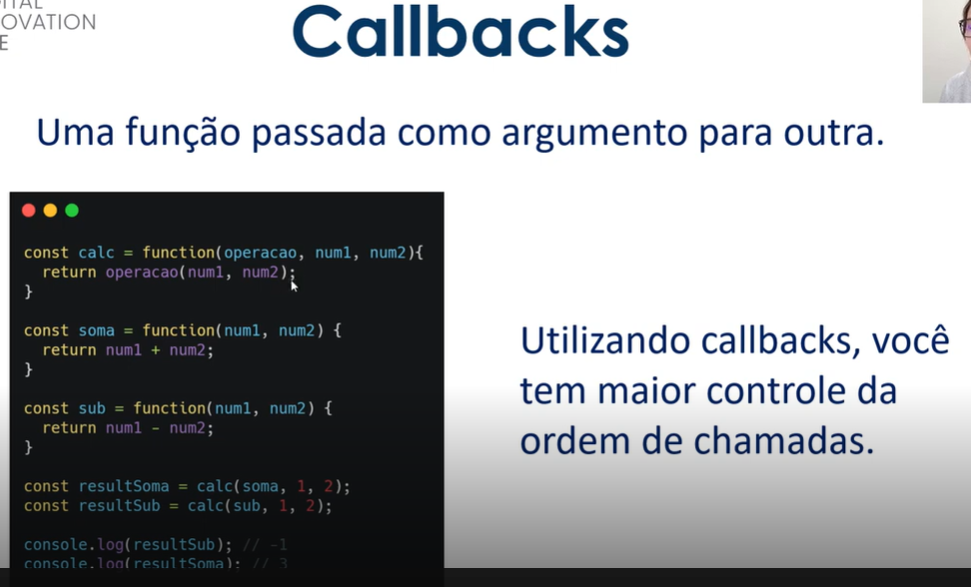 OVATION
Callbacks
Uma função passada como argumento para outra.
const calc = function(operacao, num1, num2){
return operacao(num1, num2);
}
const soma = function(num1, num2) {
return num1 + num2;
}
const sub = function(num1, num2) {
return num1 - num2;
}
const resultSoma = calc(soma, 1, 2);
const resultSub = calc(sub, 1, 2);
console.log(resultSub); // -1
console.log(resultSoma); // 3
Utilizando callbacks, você
tem maior controle da
ordem de chamadas.